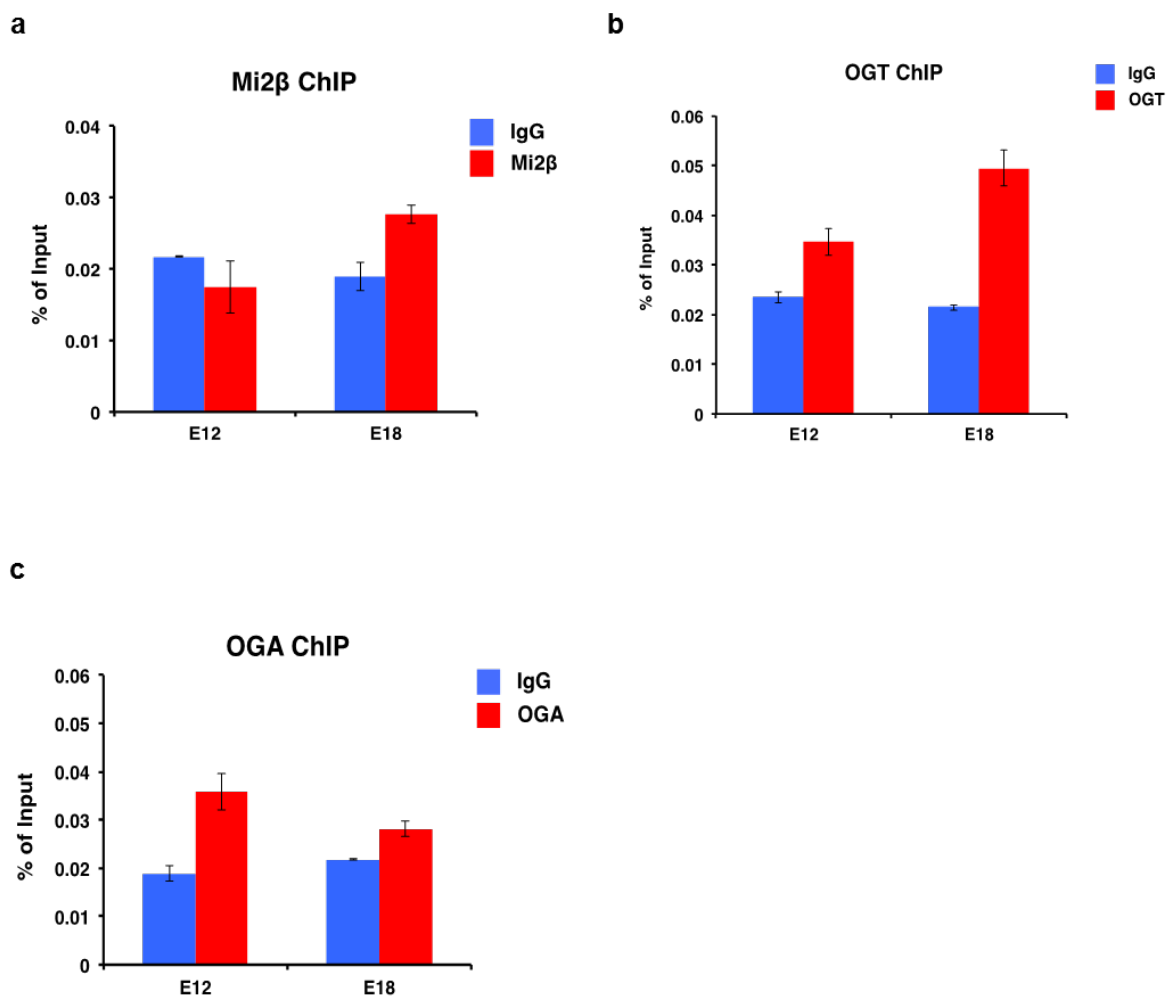 a
Mi2β ChIP
IgG
Mi2β
% of Input
0.04
0.03
0.02
0.01
0
E12
E18
b
OGT ChIP
IgG
OGT
% of Input
0.06
0.05
0.04
0.03
0.02
0.01
0
E12
E18
c
OGA ChIP
IgG
OGA
% of Input
0.06
0.05
0.04
0.03
0.02
0.01
0
E12
E18